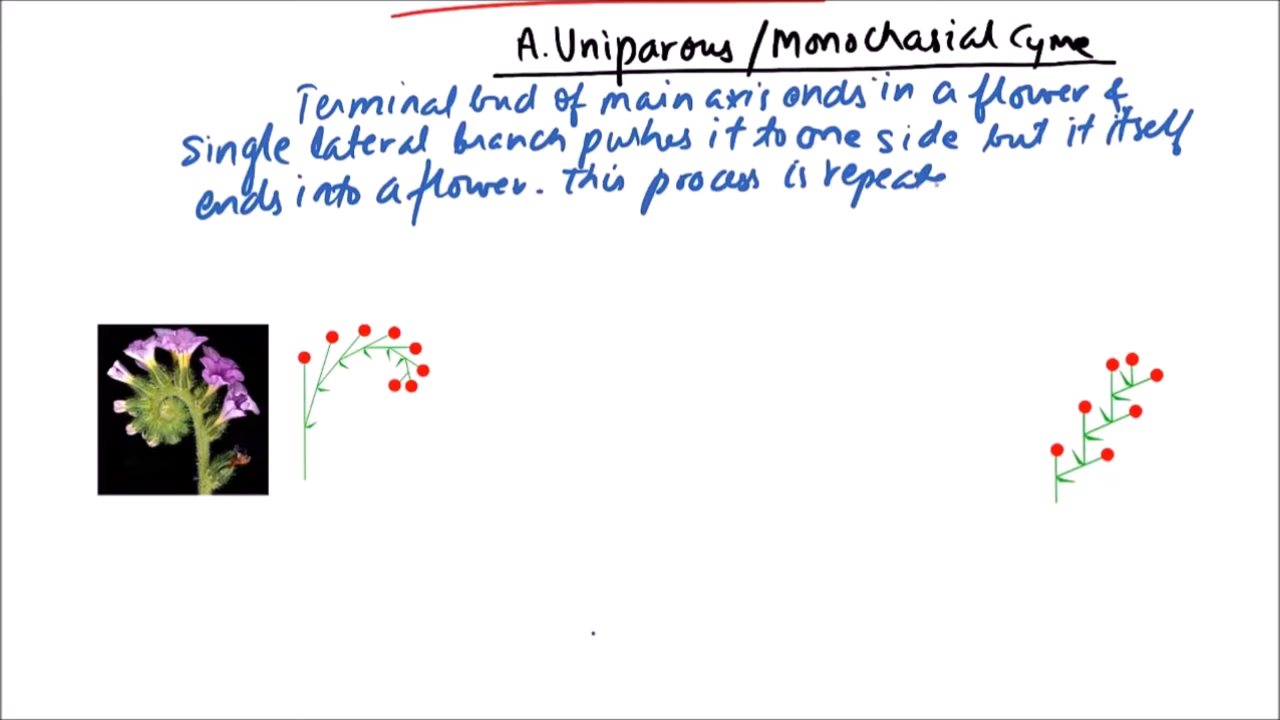 A. Uniparous / Monochasial Cyme
Terminal bud of main axis ends in a flower &
single lateral branch pushes it to one side but it itself
ends into a flower. This process is repeate